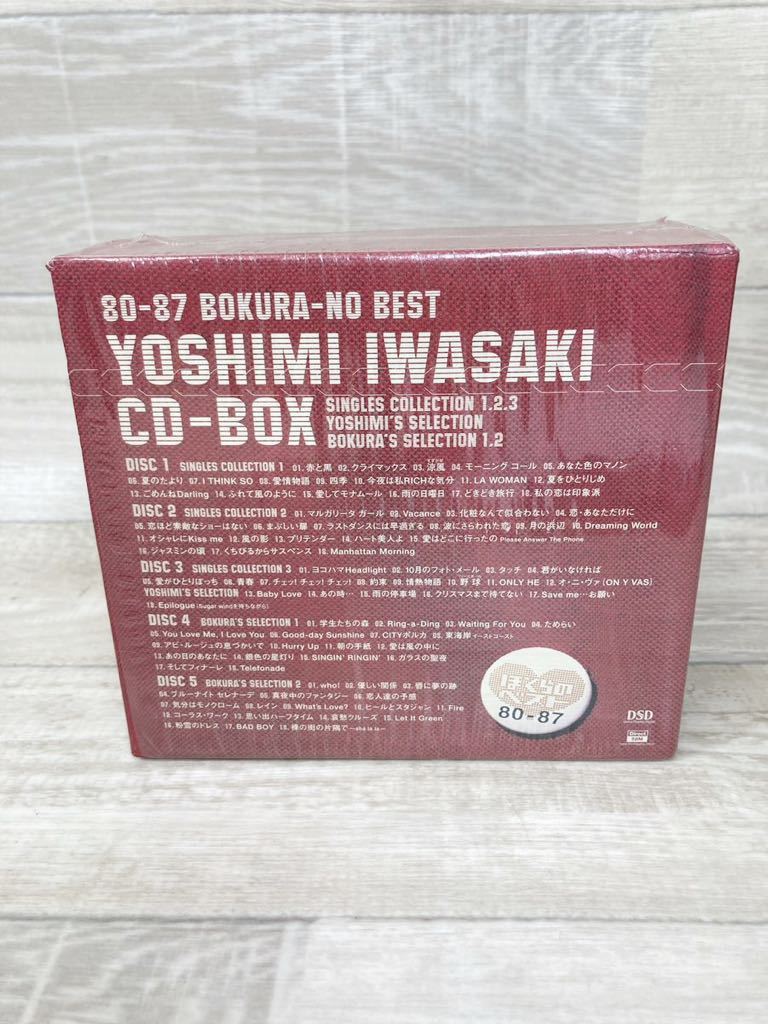 80-87 BOKURA-NO BEST
YOSHIMI IWASAKI
CD-BOX
SINGLES COLLECTION 1.2.3
YOSHIMI'S SELECTION
BOKURA'S SELECTION 1.2
DISC 1 SINGLES COLLECTION 1 01. 赤と黒 02. クライマックス 03. 涼風 04. モーニング コール 05. あなた色のマノン
06. 夏のたより 07. I THINK SO 08. 愛情物語 09. 四季 10. 今夜は私RICHな気分 11. LA WOMAN 12. 夏をひとりじめ
13. ごめんねDarling 14. ふれて風のように 15. 愛してモナムール 16. 雨の日曜日 17. どきどき旅行 18. 私の恋は印象派
DISC 2 SINGLES COLLECTION 2 01. マルガリータ ガール 02. Vacance 03. 化粧なんて似合わない 04. 恋・あなただけに
05. 恋ほど素敵なショーはない 06. まぶしい扉 07. ラストダンスには早過ぎる 08. 波にさらわれた恋 09. 月の浜辺 10. Dreaming World
11. オシャレにKiss me 12. 風の影 13. プリテンダー 14. ハート美人よ 15. 愛はどこに行ったの Please Answer The Phone
16. ジャスミンの頃 17. くちびるからサスペンス 18. Manhattan Morning
DISC 3 SINGLES COLLECTION 3 01. ヨコハマHeadlight 02. 10月のフォト・メール 03. タッチ 04. 君がいなければ
05. 愛がひとりぼっち 06. 青春 07. チェッ! チェッ! チェッ! 08. 約束 09. 情熱物語 10. 野球 11. ONLY HE 12. オ・ニ・ヴァ (ON Y VAS)
YOSHIMI'S SELECTION 13. Baby Love 14. あの時… 15. 雨の停車場 16. クリスマスまで待てない 17. Save me…お願い
18. Epilogue (Sugar windを待ちながら)
DISC 4 BOKURA'S SELECTION 1 01. 学生たちの森 02. Ring-a-Ding 03. Waiting For You 04. ためらい
05. You Love Me, I Love You 06. Good-day Sunshine 07. CITYポルカ 08. 東海岸 イーストコースト
09. アビ・ルージュの息づかいで 10. Hurry Up 11. 朝の手紙 12. 愛は風の中に
13. あの日のあなたに 14. 銀色の星灯り 15. SINGIN' RINGIN' 16. ガラスの聖夜
17. そしてフィナーレ 18. Telefonade
DISC 5 BOKURA'S SELECTION 2 01. who! 02. 優しい関係 03. 唇に夢の跡
04. ブルーナイト セレナーデ 05. 真夜中のファンタジー 06. 恋人達の予感
07. 気分はモノクローム 08. レイン 09. What's Love? 10. ヒールとスタジャン 11. Fire
12. コーラス・ワーク 13. 思い出ハーフタイム 14. 哀愁クルーズ 15. Let It Green
16. 粉雪のドレス 17. BAD BOY 18. 裸の街の片隅で ~sha la la~
ぼくらの
ベスト
80-87
DSD
Direct